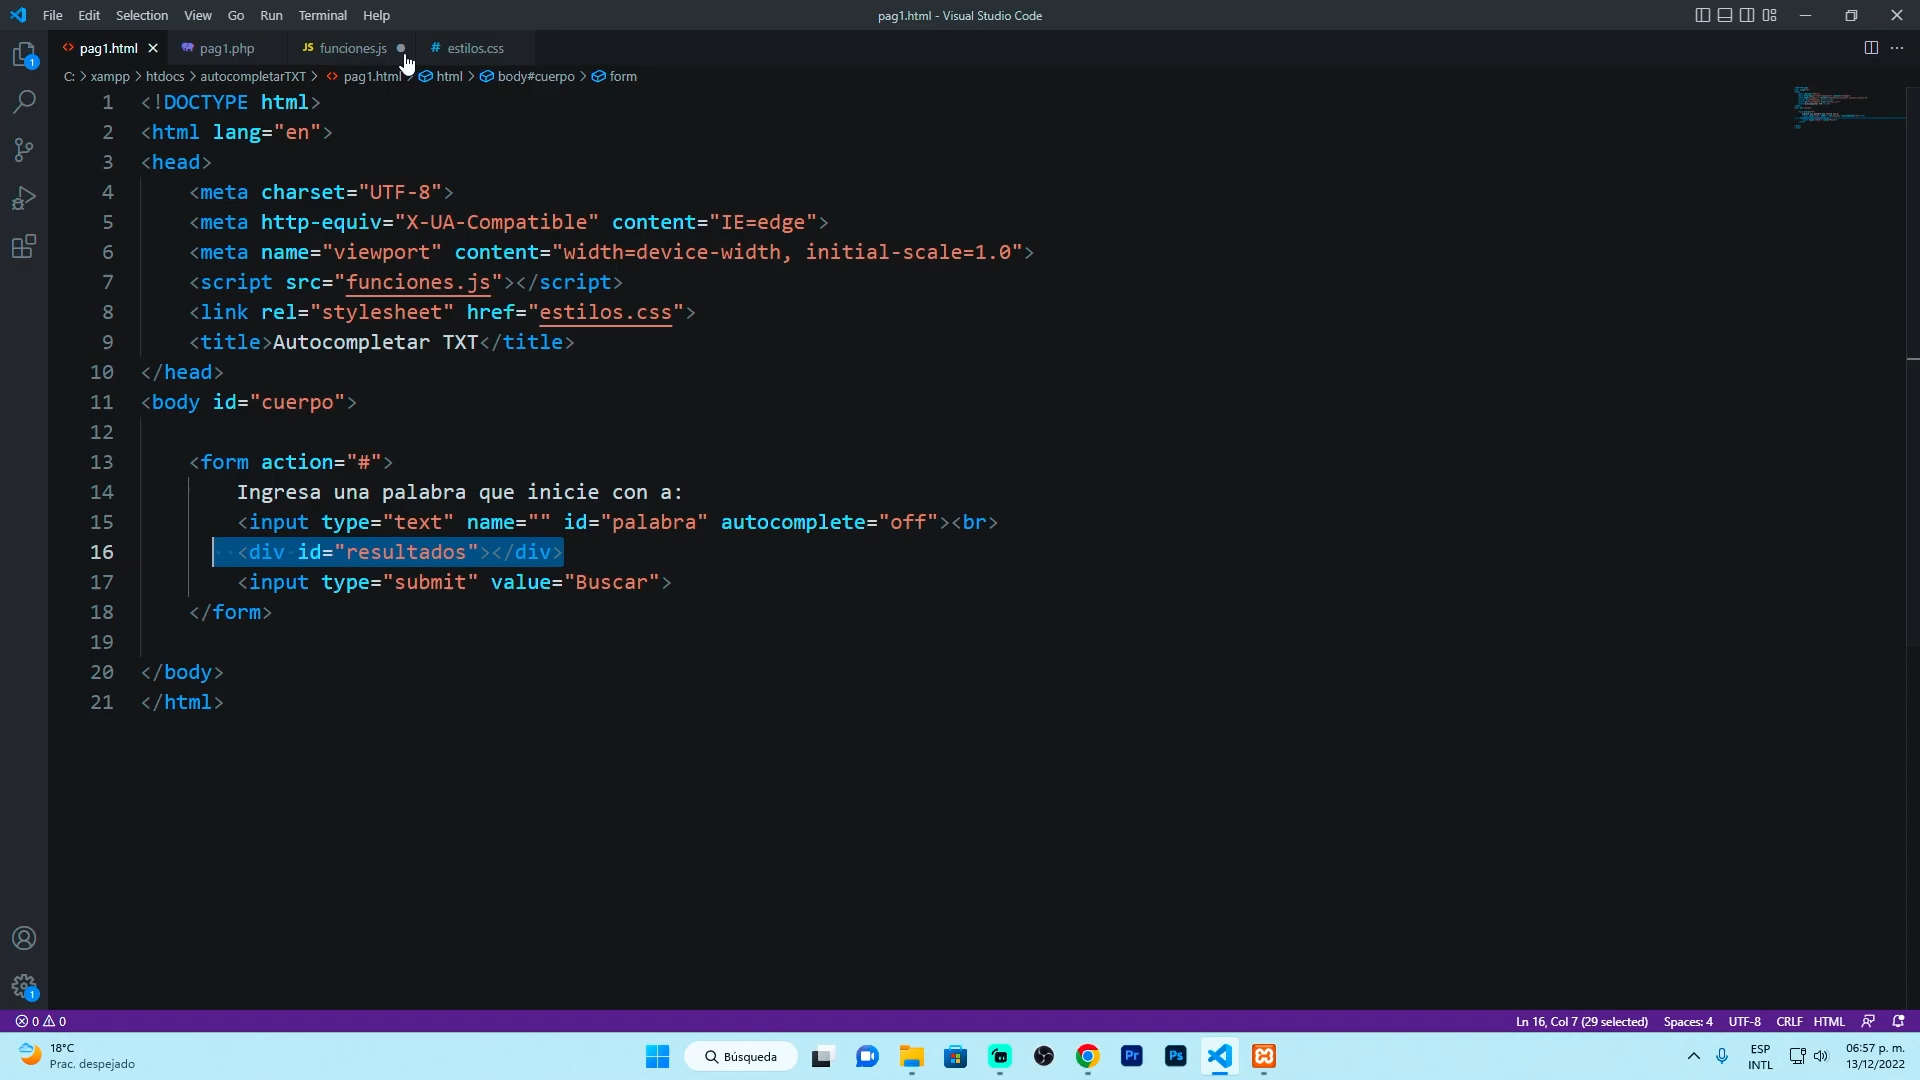 File Edit Selection View Go Run Terminal Help
pag1.html - Visual Studio Code
pag1.html
pag1.php
JS funciones.js
# estilos.css
C: > xampp > htdocs > autocompletarTXT > pag1.html > html > body#cuerpo > form
1 <!DOCTYPE html>
2 <html lang="en">
3 <head>
4 <meta charset="UTF-8">
5 <meta http-equiv="X-UA-Compatible" content="IE=edge">
6 <meta name="viewport" content="width=device-width, initial-scale=1.0">
7 <script src="funciones.js"></script>
8 <link rel="stylesheet" href="estilos.css">
9 <title>Autocompletar TXT</title>
10 </head>
11 <body id="cuerpo">
12
13 <form action="#">
14 Ingresa una palabra que inicie con a:
15 <input type="text" name="" id="palabra" autocomplete="off"><br>
16 <div id="resultados"></div>
17 <input type="submit" value="Buscar">
18 </form>
19
20 </body>
21 </html>
1
1
0 0
Ln 16, Col 7 (29 selected) Spaces: 4 UTF-8 CRLF HTML
18°C
Prac. despejado
Búsqueda
Pr
Ps
ESP
INTL
06:57 p. m.
13/12/2022